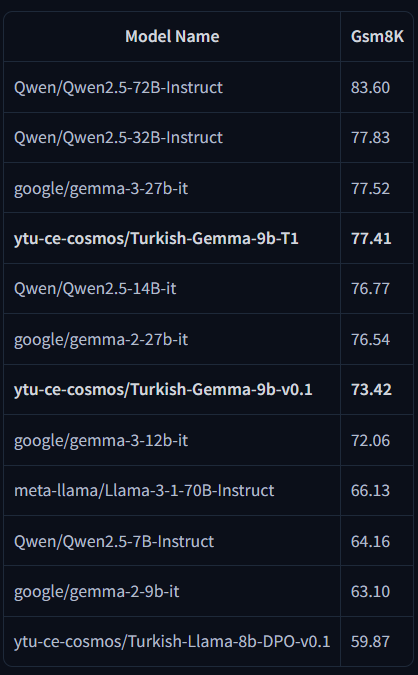 Model Name Gsm8K
Qwen/Qwen2.5-72B-Instruct 83.60
Qwen/Qwen2.5-32B-Instruct 77.83
google/gemma-3-27b-it 77.52
ytu-ce-cosmos/Turkish-Gemma-9b-T1 77.41
Qwen/Qwen2.5-14B-it 76.77
google/gemma-2-27b-it 76.54
ytu-ce-cosmos/Turkish-Gemma-9b-v0.1 73.42
google/gemma-3-12b-it 72.06
meta-llama/Llama-3-1-70B-Instruct 66.13
Qwen/Qwen2.5-7B-Instruct 64.16
google/gemma-2-9b-it 63.10
ytu-ce-cosmos/Turkish-Llama-8b-DPO-v0.1 59.87